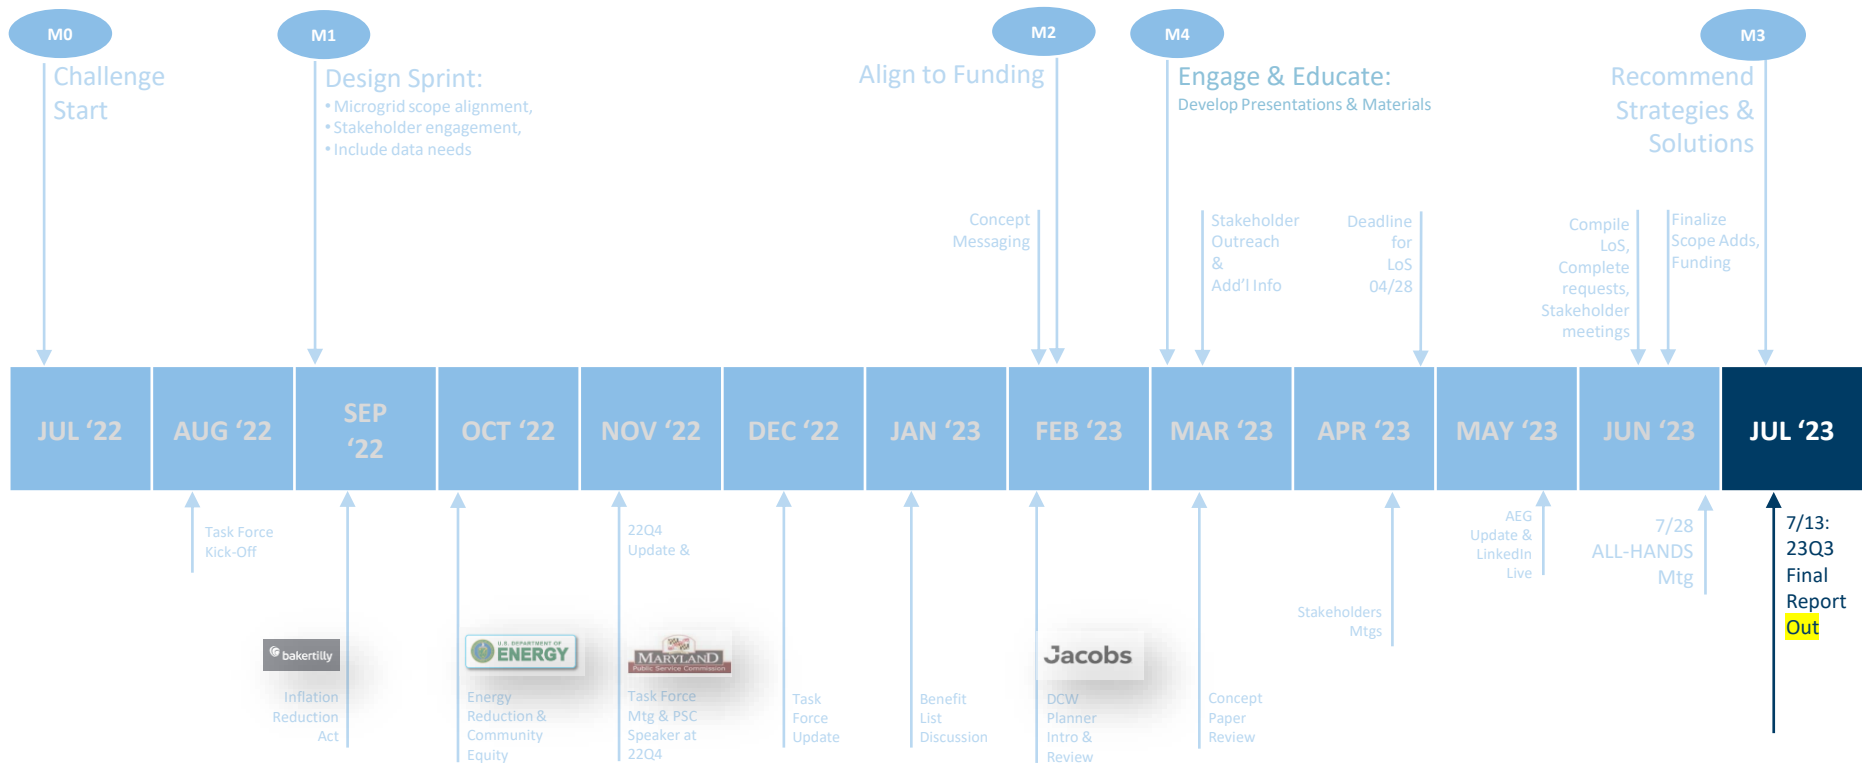 M0
Challenge
Start
M1
Design Sprint:
• Microgrid scope alignment,
• Stakeholder engagement,
• Include data needs
M2
Align to Funding
M4
Engage & Educate:
Develop Presentations & Materials
M3
Recommend
Strategies &
Solutions
Concept
Messaging
Stakeholder
Outreach
&
Add'l Info
Deadline
for
LoS
04/28
Compile
LoS,
Complete
requests,
Stakeholder
meetings
Finalize
Scope Adds,
Funding
JUL ‘22
AUG ‘22
SEP
‘22
OCT ‘22
NOV ‘22
DEC ‘22
JAN ‘23
FEB ‘23
MAR ‘23
APR ‘23
MAY ‘23
JUN ‘23
JUL ‘23
Task Force
Kick-Off
bakertilly
Inflation
Reduction
Act
U.S. DEPARTMENT OF
ENERGY
Energy
Reduction &
Community
Equity
22Q4
Update &
MARYLAND
Public Service Commission
Task Force
Mtg & PSC
Speaker at
22Q4
Task
Force
Update
Benefit
List
Discussion
Jacobs
DCW
Planner
Intro &
Review
Concept
Paper
Review
Stakeholders
Mtgs
AEG
Update &
LinkedIn
Live
7/28
ALL-HANDS
Mtg
7/13:
23Q3
Final
Report
Out